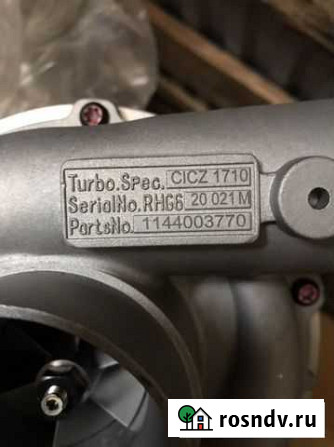 Turbo.Spec. CICZ 1710
SerialNo.RHG6 20 021 M
PartsNo. 1144003770
rosndv.ru